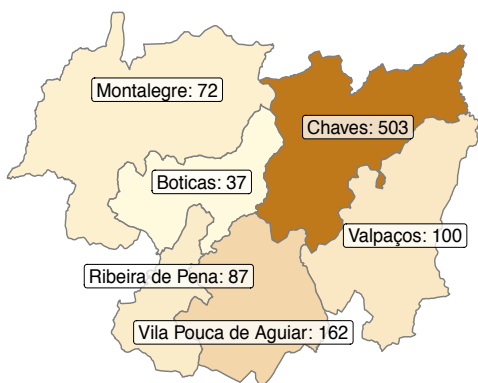 Montalegre: 72
Chaves: 503
Boticas: 37
Valpaços: 100
Ribeira de Pena: 87
Vila Pouca de Aguiar: 162